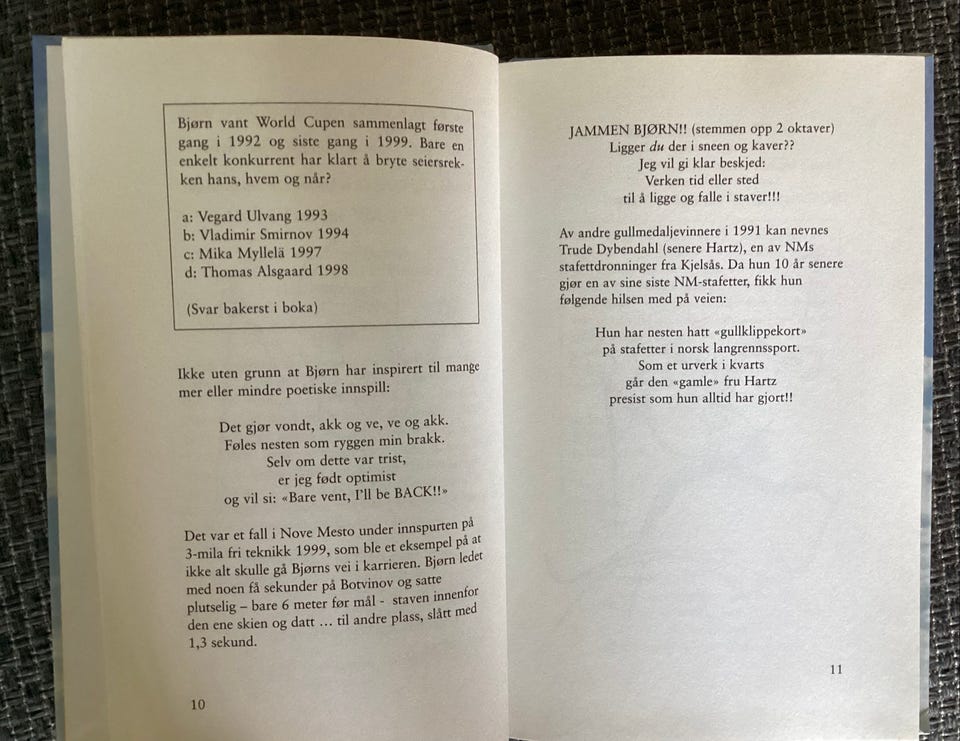 Bjørn vant World Cupen sammenlagt første
gang i 1992 og siste gang i 1999. Bare en
enkelt konkurrent har klart å bryte seiersrek-
ken hans, hvem og når?
a: Vegard Ulvang 1993
b: Vladimir Smirnov 1994
c: Mika Myllelä 1997
d: Thomas Alsgaard 1998
(Svar bakerst i boka)
Ikke uten grunn at Bjørn har inspirert til mange
mer eller mindre poetiske innspill:
Det gjør vondt, akk og ve, ve og akk.
Føles nesten som ryggen min brakk.
Selv om dette var trist,
er jeg født optimist
og vil si: «Bare vent, I'll be BACK!!»
Det var et fall i Nove Mesto under innspurten på
3-mila fri teknikk 1999, som ble et eksempel på at
ikke alt skulle gå Bjørns vei i karrieren. Bjørn ledet
med noen få sekunder på Botvinov og satte
plutselig – bare 6 meter før mål - staven innenfor
den ene skien og datt … til andre plass, slått med
1,3 sekund.
10
JAMMEN BJØRN!! (stemmen opp 2 oktaver)
Ligger du der i sneen og kaver??
Jeg vil gi klar beskjed:
Verken tid eller sted
til å ligge og falle i staver!!!
Av andre gullmedaljevinnere i 1991 kan nevnes
Trude Dybendahl (senere Hartz), en av NMs
stafettdronninger fra Kjelsås. Da hun 10 år senere
gjør en av sine siste NM-stafetter, fikk hun
følgende hilsen med på veien:
Hun har nesten hatt «gullklippekort»
på stafetter i norsk langrennssport.
Som et urverk i kvarts
går den «gamle» fru Hartz
presist som hun alltid har gjort!!
11